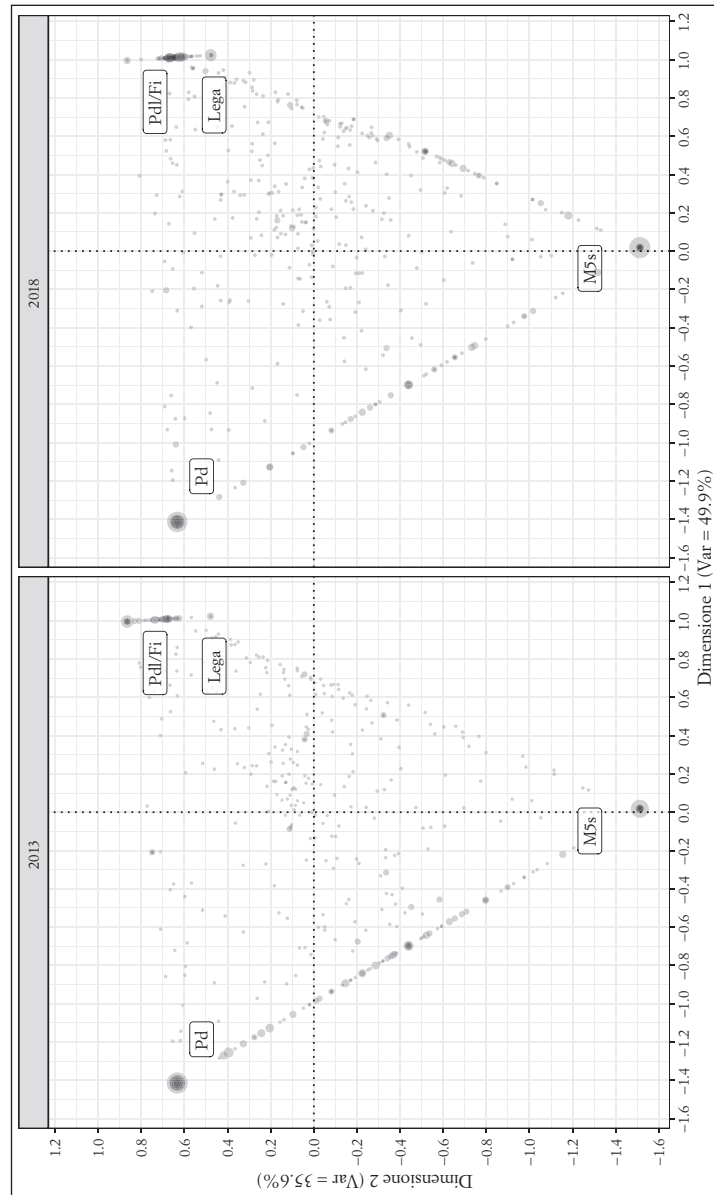 2013
2018
Pd
Pdl/Fi
Lega
M5s
Pd
Pdl/Fi
Lega
M5s
Dimensione 2 (Var = 35.6%)
1.2
1.0
0.8
0.6
0.4
0.2
0.0
−0.2
−0.4
−0.6
−0.8
−1.0
−1.2
−1.4
−1.6
−1.6 −1.4 −1.2 −1.0 −0.8 −0.6 −0.4 −0.2 0.0 0.2 0.4 0.6 0.8 1.0 1.2 −1.6 −1.4 −1.2 −1.0 −0.8 −0.6 −0.4 −0.2 0.0 0.2 0.4 0.6 0.8 1.0 1.2
Dimensione 1 (Var = 49.9%)